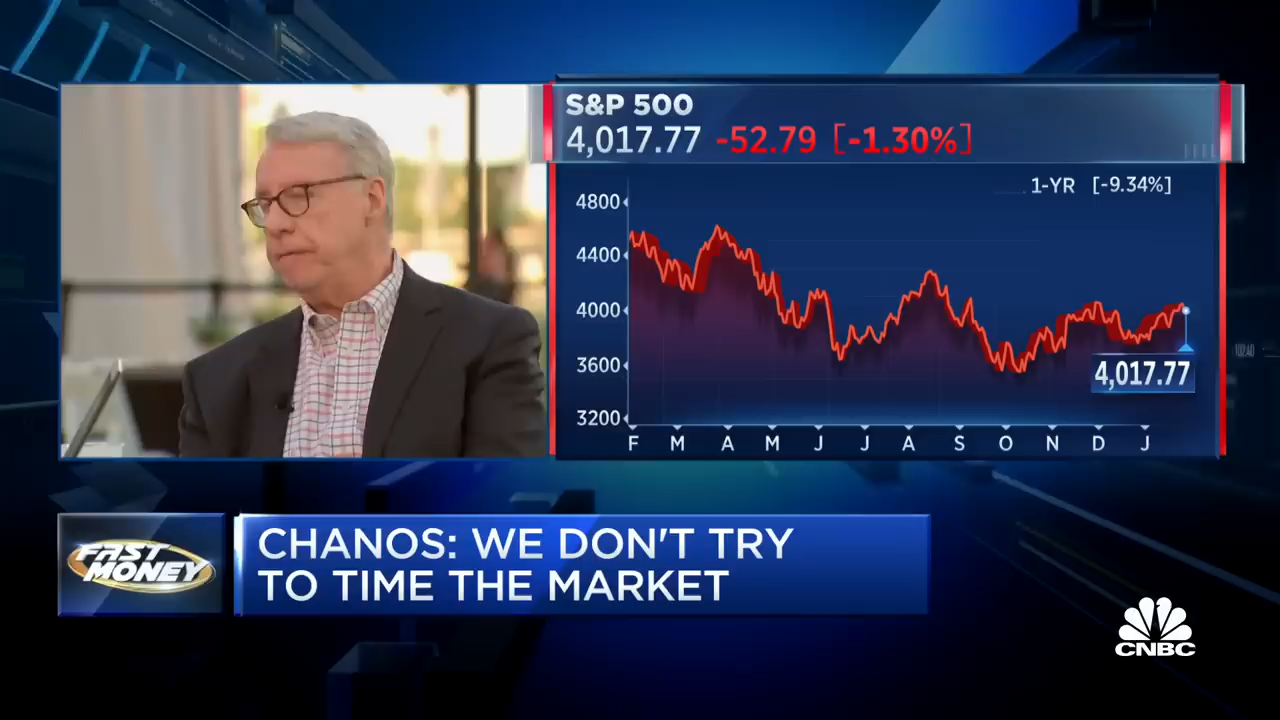 S&P 500
4,017.77 -52.79 [-1.30%]
1-YR [-9.34%]
4800
4400
4000
3600
3200
4,017.77
F M A M J J A S O N D J
FAST
MONEY
CHANOS: WE DON'T TRY
TO TIME THE MARKET
CNBC